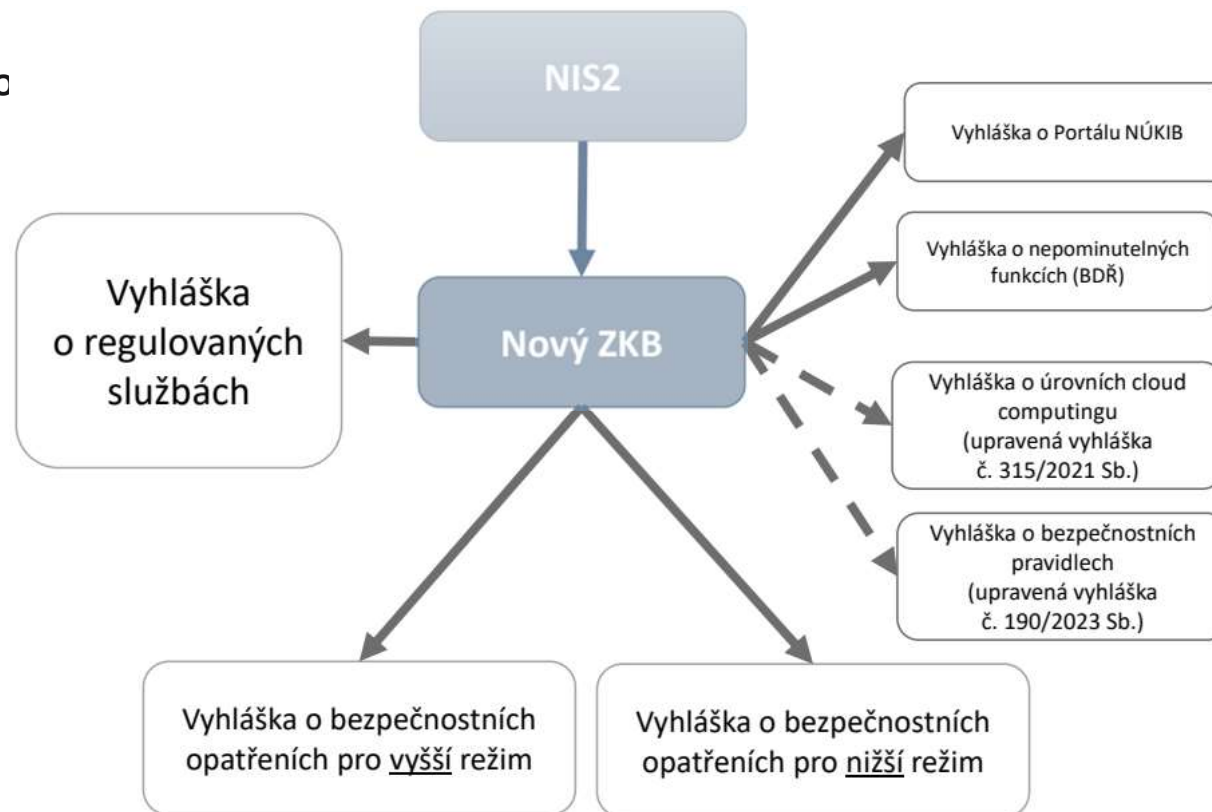 NIS2
Vyhláška o Portálu NÚKIB
Vyhláška o nepominutelných
funkcích (BDŘ)
Vyhláška
o regulovaných
službách
Nový ZKB
Vyhláška o úrovních cloud
computingu
(upravená vyhláška
č. 315/2021 Sb.)
Vyhláška o bezpečnostních
pravidlech
(upravená vyhláška
č. 190/2023 Sb.)
Vyhláška o bezpečnostních
opatřeních pro vyšší režim
Vyhláška o bezpečnostních
opatřeních pro nižší režim